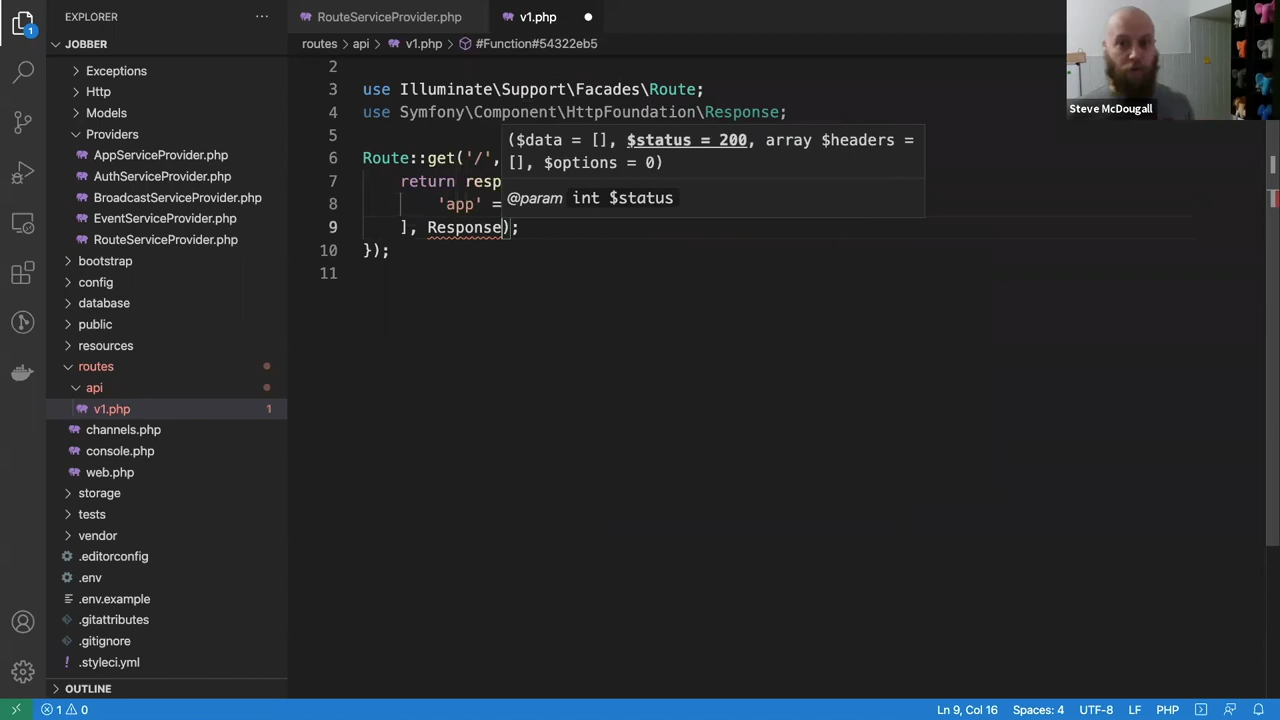 EXPLORER
RouteServiceProvider.php
v1.php
JOBBER
routes > api > v1.php > #Function#54322eb5
Exceptions
Http
Models
Providers
AppServiceProvider.php
AuthServiceProvider.php
BroadcastServiceProvider.php
EventServiceProvider.php
RouteServiceProvider.php
bootstrap
config
database
public
resources
routes
api
v1.php 1
channels.php
console.php
web.php
storage
tests
vendor
.editorconfig
.env
.env.example
.gitattributes
.gitignore
.styleci.yml
OUTLINE
2
3 use Illuminate\Support\Facades\Route;
4 use Symfony\Component\HttpFoundation\Response;
5
6 Route::get('/',
7 return resp
8 'app' =
9 ], Response);
10 });
11
($data = [], $status = 200, array $headers =
[], $options = 0)
@param int $status
Steve McDougall
1
1 0
Ln 9, Col 16 Spaces: 4 UTF-8 LF PHP